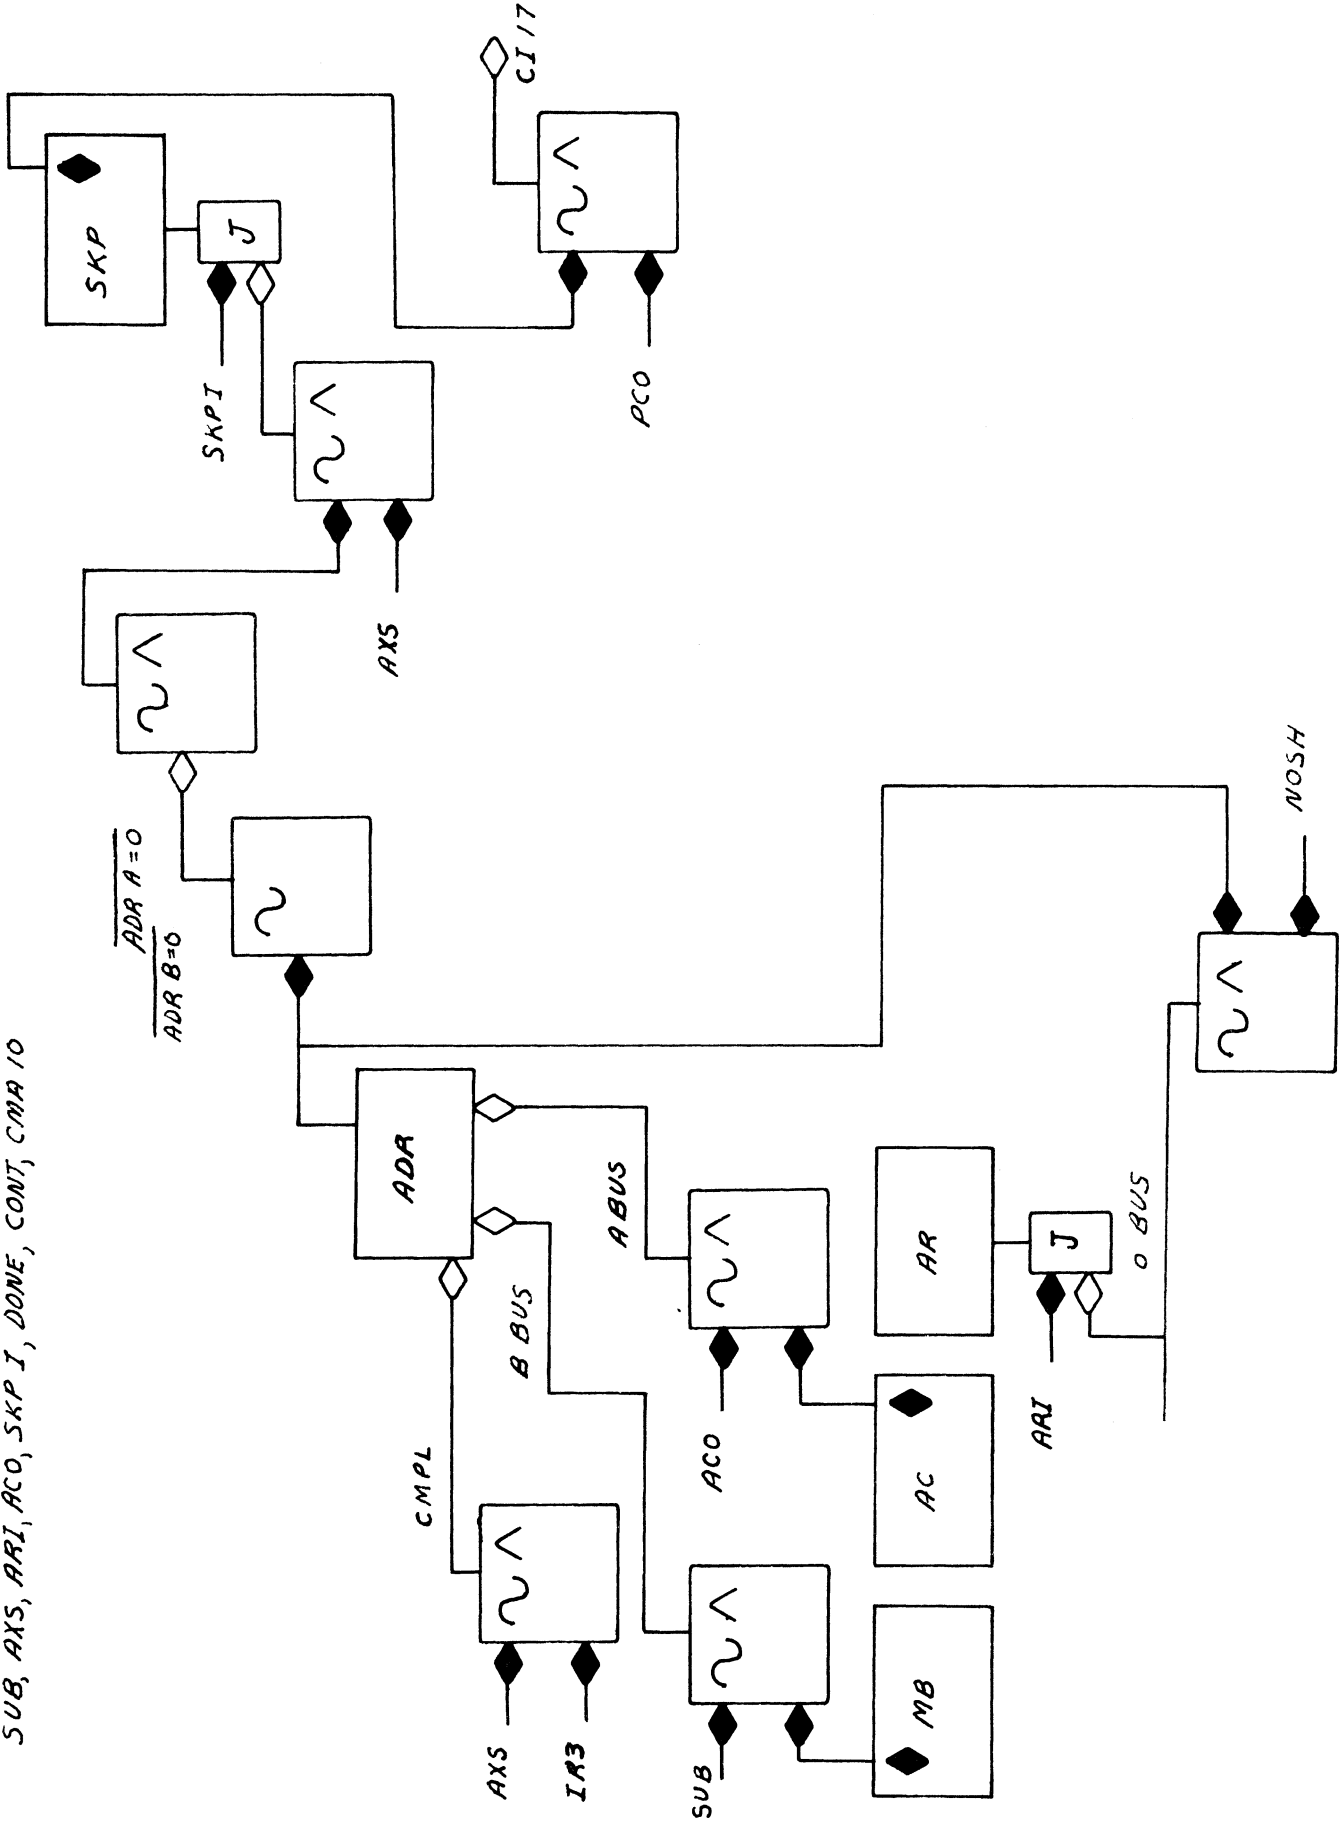 SUB, AXS, ARI, ACO, SKP I, DONE, CONT, CMA 10
SKP
J
SKPI
∼ ∧
CI 17
∼ ∧
PCO
∼ ∧
AXS
ADR A=0
ADR B=0
∼
ADR
CMPL
B BUS
A BUS
∼ ∧
AXS
IR3
∼ ∧
ACO
∼ ∧
SUB
MB
AC
AR
J
ARI
O BUS
∼ ∧
NOSH